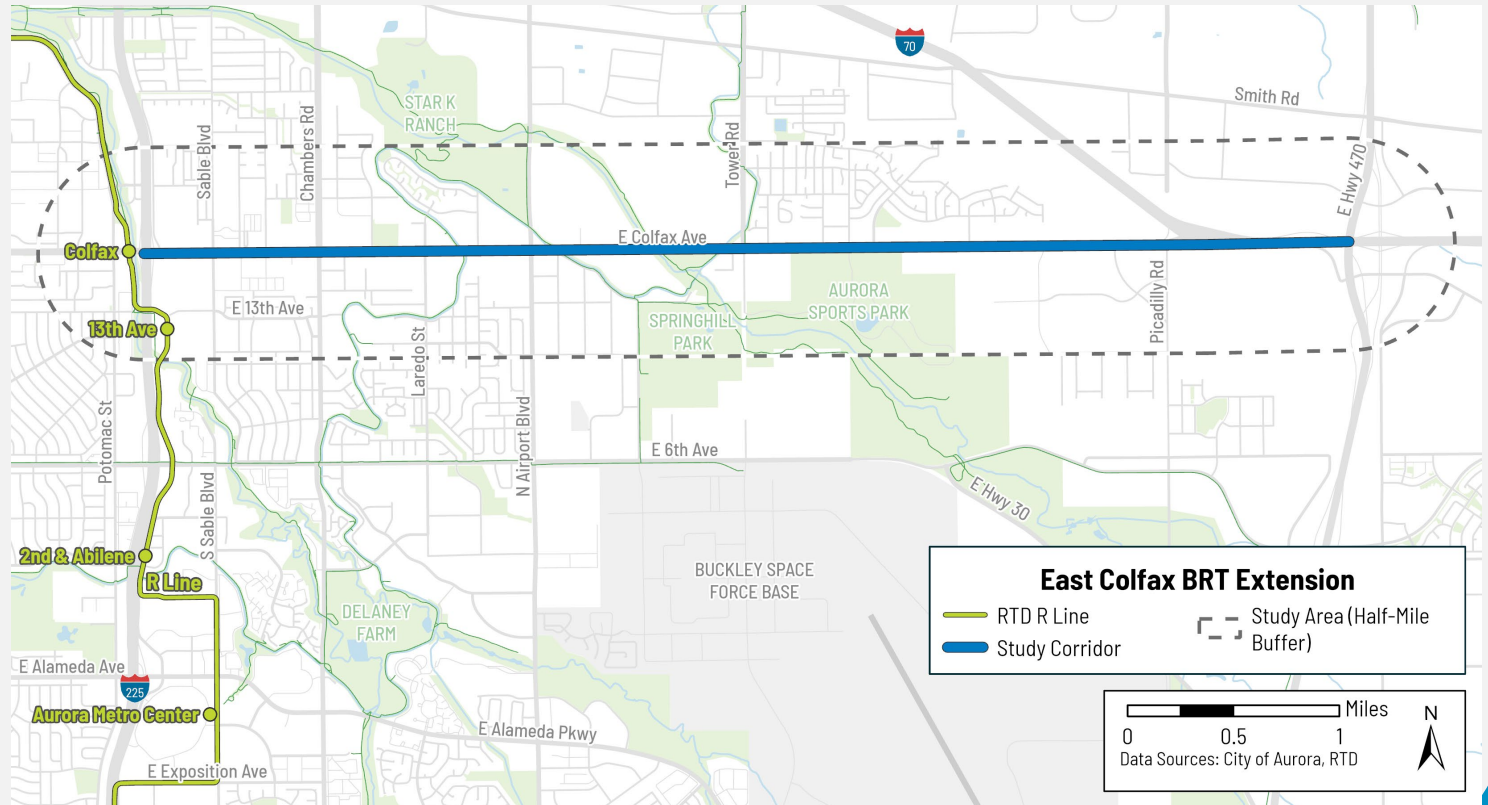 70
Smith Rd
STAR K
RANCH
Sable Blvd
Chambers Rd
Tower Rd
E Hwy 470
E Colfax Ave
Colfax
E 13th Ave
13th Ave
AURORA
SPORTS PARK
SPRINGHILL
PARK
Picadilly Rd
Laredo St
Potomac St
N Airport Blvd
E 6th Ave
S Sable Blvd
E Hwy 30
2nd & Abilene
R Line
BUCKLEY SPACE
FORCE BASE
DELANEY
FARM
E Alameda Ave
225
Aurora Metro Center
E Alameda Pkwy
E Exposition Ave
East Colfax BRT Extension
RTD R Line
Study Corridor
Study Area (Half-Mile
Buffer)
Miles
0 0.5 1
N
Data Sources: City of Aurora, RTD